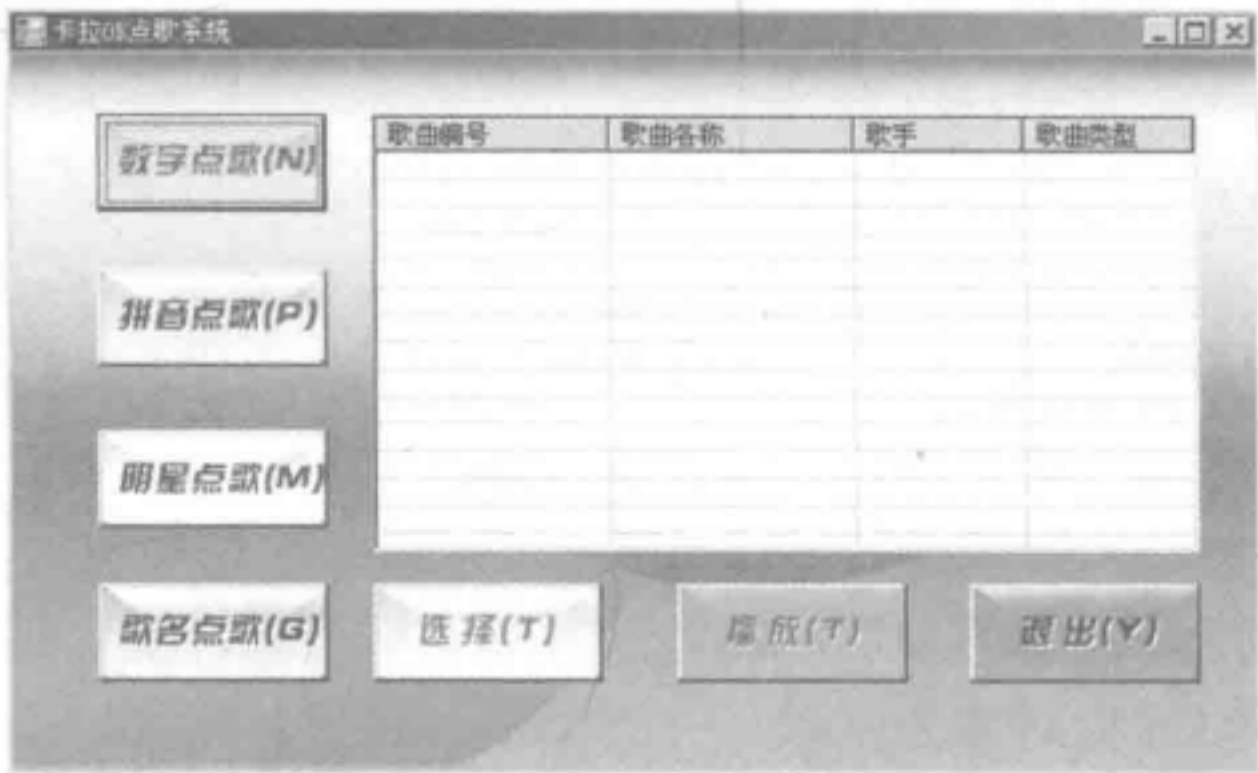 卡拉OK点歌系统
数字点歌(N)
歌曲编号 歌曲各称 歌手 歌曲类型
拼音点歌(P)
明星点歌(M)
歌名点歌(G)
选择(T) 播放(T) 退出(Y)